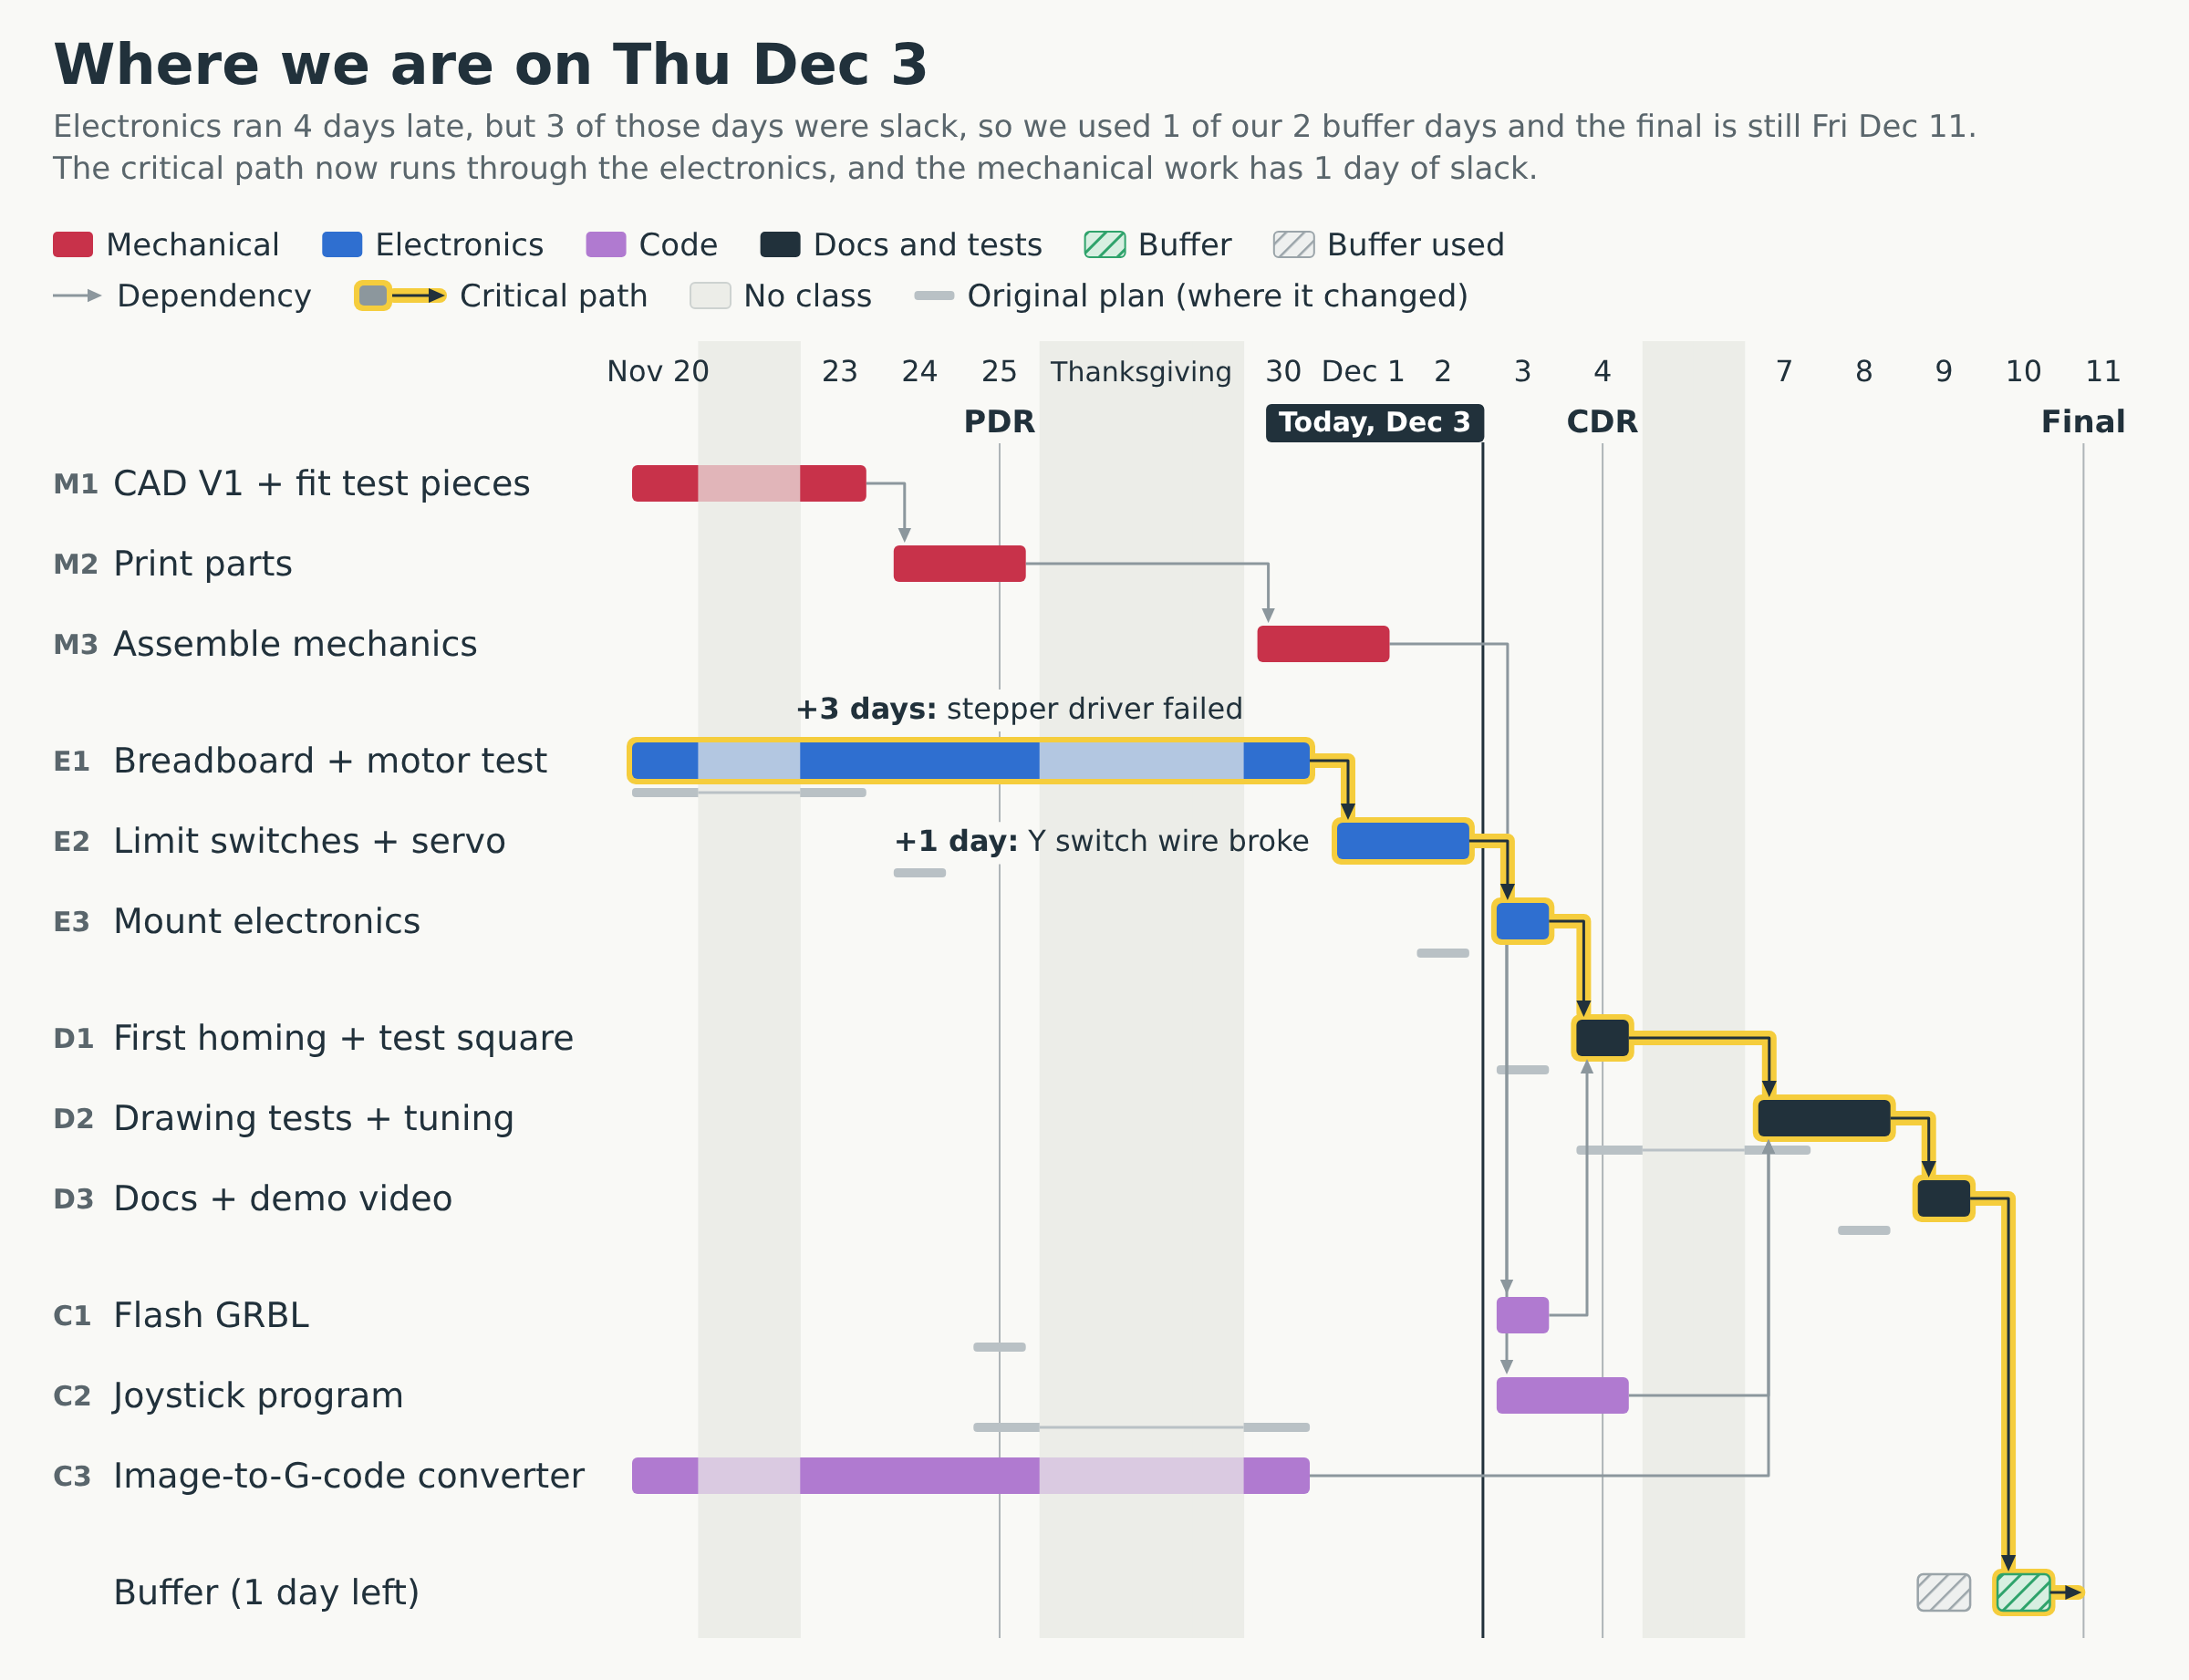 Where we are on Thu Dec 3
Electronics ran 4 days late, but 3 of those days were slack, so we used 1 of our 2 buffer days and the final is still Fri Dec 11.
The critical path now runs through the electronics, and the mechanical work has 1 day of slack.
Mechanical Electronics Code Docs and tests Buffer Buffer used
Dependency Critical path No class Original plan (where it changed)
Nov 20 23 24 25 Thanksgiving 30 Dec 1 2 3 4 7 8 9 10 11
PDR Today, Dec 3 CDR Final
M1 CAD V1 + fit test pieces
M2 Print parts
M3 Assemble mechanics
+3 days: stepper driver failed
E1 Breadboard + motor test
E2 Limit switches + servo +1 day: Y switch wire broke
E3 Mount electronics
D1 First homing + test square
D2 Drawing tests + tuning
D3 Docs + demo video
C1 Flash GRBL
C2 Joystick program
C3 Image-to-G-code converter
Buffer (1 day left)